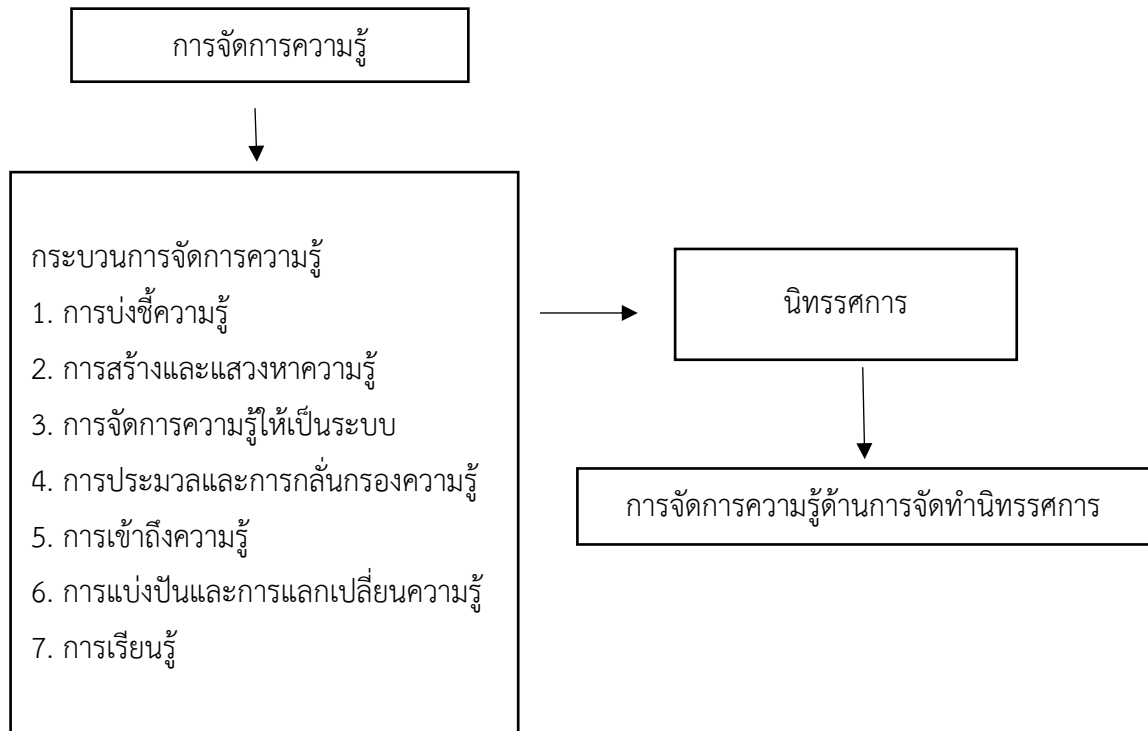 การจัดการความรู้
กระบวนการจัดการความรู้
1. การบ่งชี้ความรู้
2. การสร้างและแสวงหาความรู้
3. การจัดการความรู้ให้เป็นระบบ
4. การประมวลและการกลั่นกรองความรู้
5. การเข้าถึงความรู้
6. การแบ่งปันและการแลกเปลี่ยนความรู้
7. การเรียนรู้
นิทรรศการ
การจัดการความรู้ด้านการจัดทำนิทรรศการ